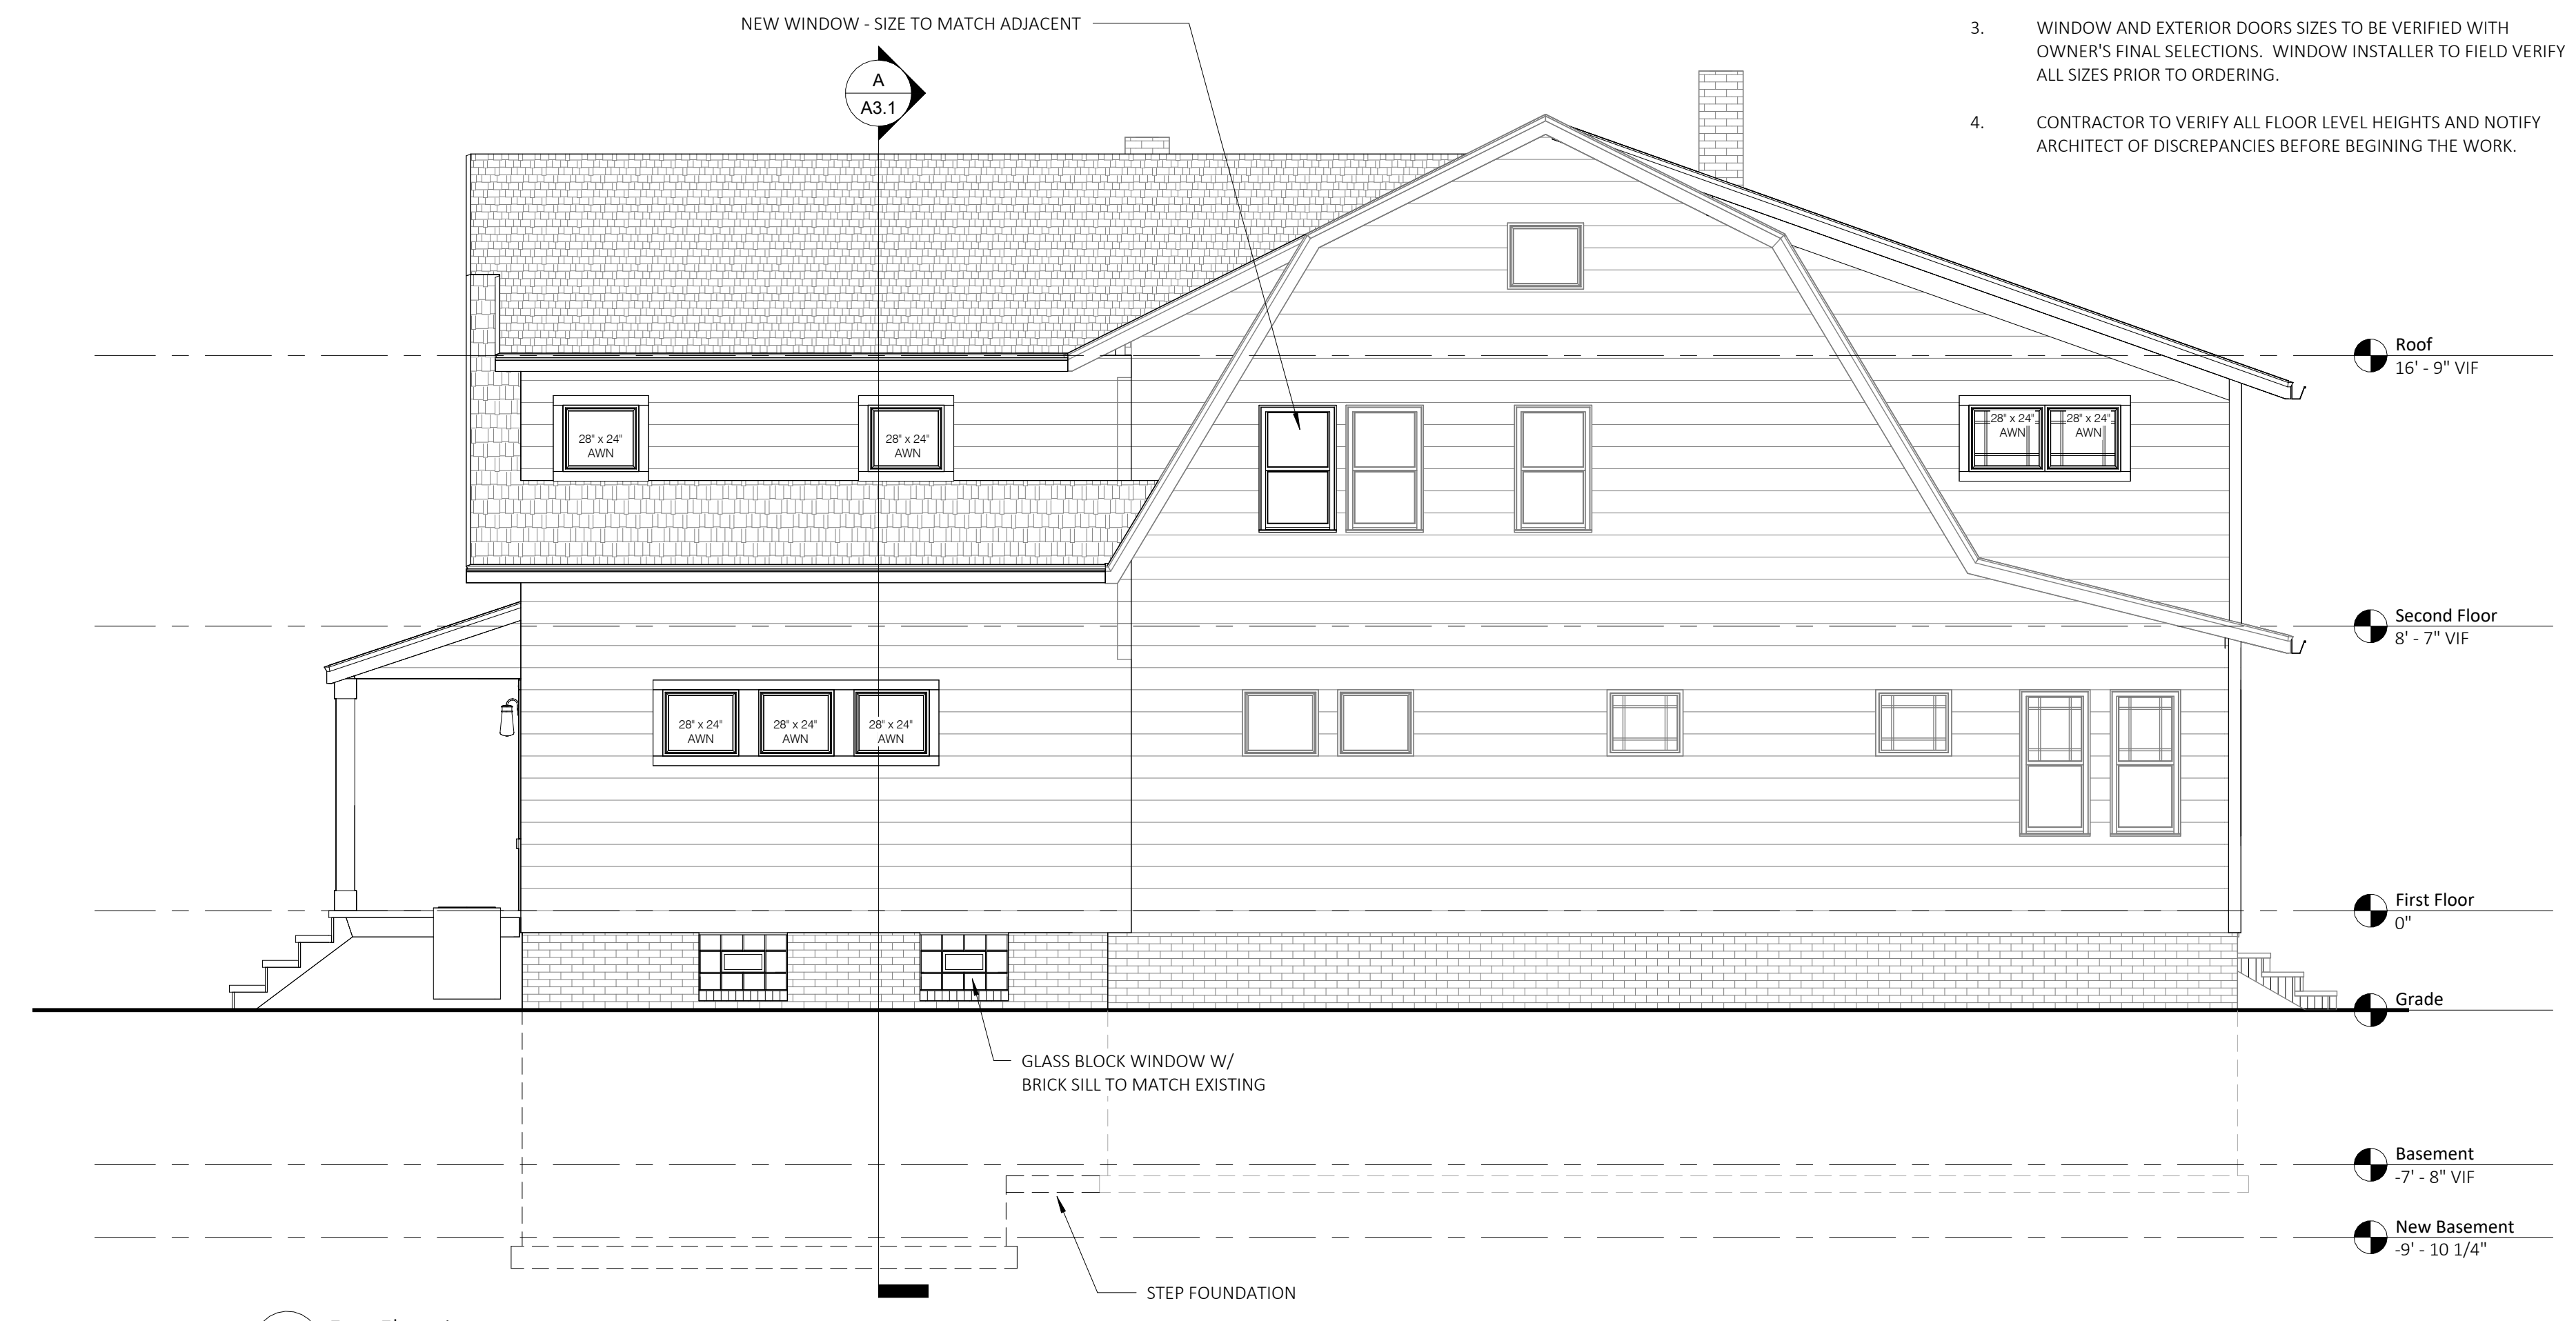 NEW WINDOW - SIZE TO MATCH ADJACENT
A
A3.1
3. WINDOW AND EXTERIOR DOORS SIZES TO BE VERIFIED WITH
OWNER'S FINAL SELECTIONS. WINDOW INSTALLER TO FIELD VERIFY
ALL SIZES PRIOR TO ORDERING.
4. CONTRACTOR TO VERIFY ALL FLOOR LEVEL HEIGHTS AND NOTIFY
ARCHITECT OF DISCREPANCIES BEFORE BEGINING THE WORK.
Roof
16' - 9" VIF
28" x 24"
AWN
28" x 24"
AWN
28" x 24"
AWN
28" x 24"
AWN
Second Floor
8' - 7" VIF
28" x 24"
AWN
28" x 24"
AWN
28" x 24"
AWN
First Floor
0"
Grade
GLASS BLOCK WINDOW W/
BRICK SILL TO MATCH EXISTING
Basement
-7' - 8" VIF
New Basement
-9' - 10 1/4"
STEP FOUNDATION